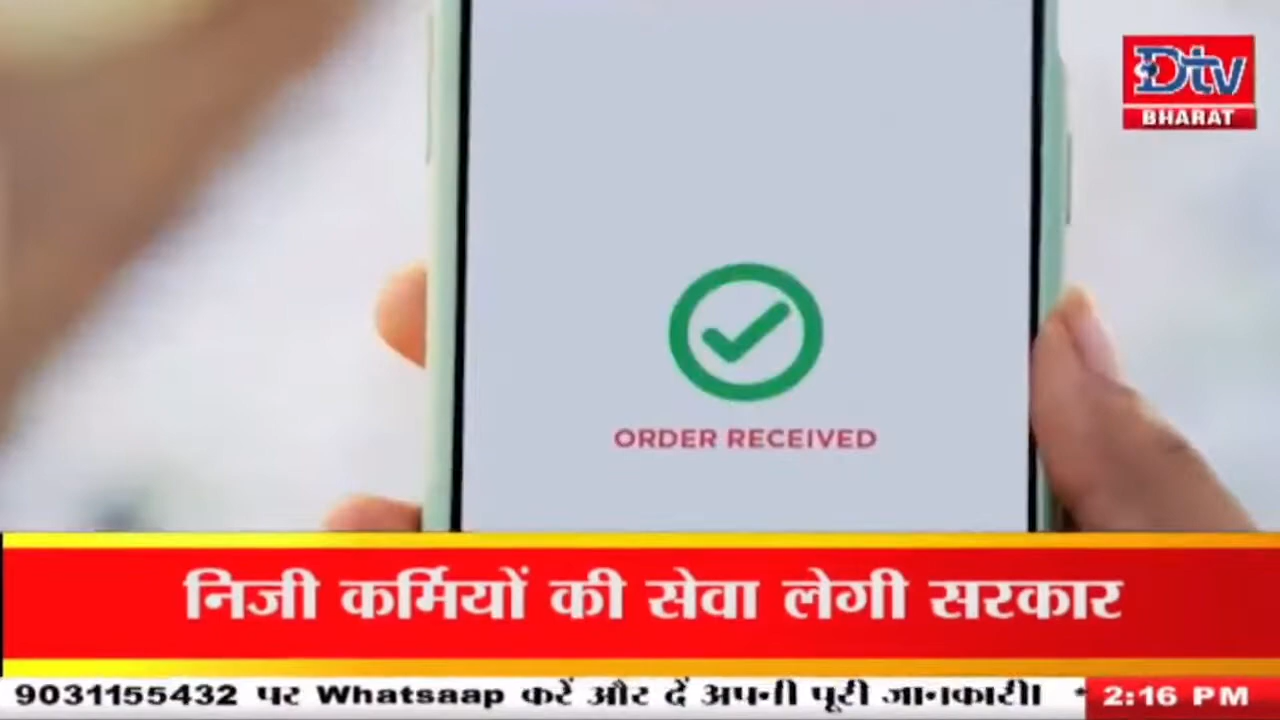 Dtv
BHARAT
ORDER RECEIVED
निजी कर्मियों की सेवा लेगी सरकार
9031155432 पर Whatsaap करें और दें अपनी पूरी जानकारी। *
2:16 PM